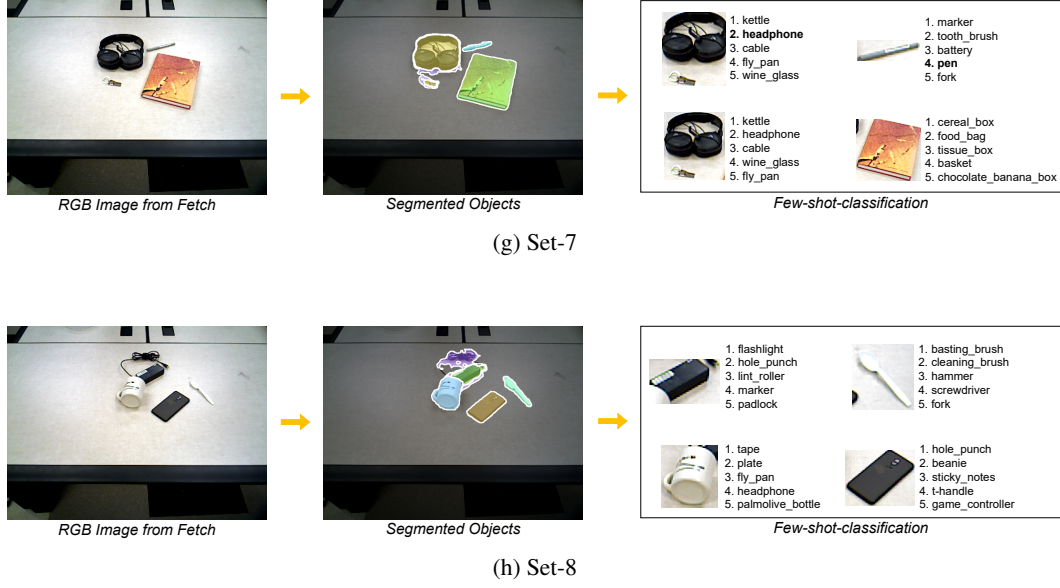 1. kettle
2. headphone
3. cable
4. fly_pan
5. wine_glass
1. marker
2. tooth_brush
3. battery
4. pen
5. fork
1. kettle
2. headphone
3. cable
4. wine_glass
5. fly_pan
1. cereal_box
2. food_bag
3. tissue_box
4. basket
5. chocolate_banana_box
RGB Image from Fetch
Segmented Objects
Few-shot-classification
(g) Set-7
1. flashlight
2. hole_punch
3. lint_roller
4. marker
5. padlock
1. basting_brush
2. cleaning_brush
3. hammer
4. screwdriver
5. fork
1. tape
2. plate
3. fly_pan
4. headphone
5. palmolive_bottle
1. hole_punch
2. beanie
3. sticky_notes
4. t-handle
5. game_controller
RGB Image from Fetch
Segmented Objects
Few-shot-classification
(h) Set-8